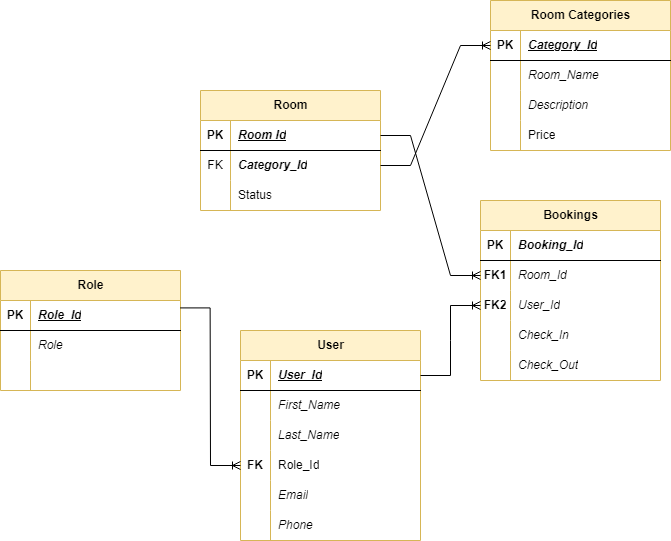 Room Categories
PK Category_Id
Room_Name
Description
Price
Room
PK Room Id
FK Category_Id
Status
Bookings
PK Booking_Id
FK1 Room_Id
FK2 User_Id
Check_In
Check_Out
Role
PK Role_Id
Role
User
PK User_Id
First_Name
Last_Name
FK Role_Id
Email
Phone